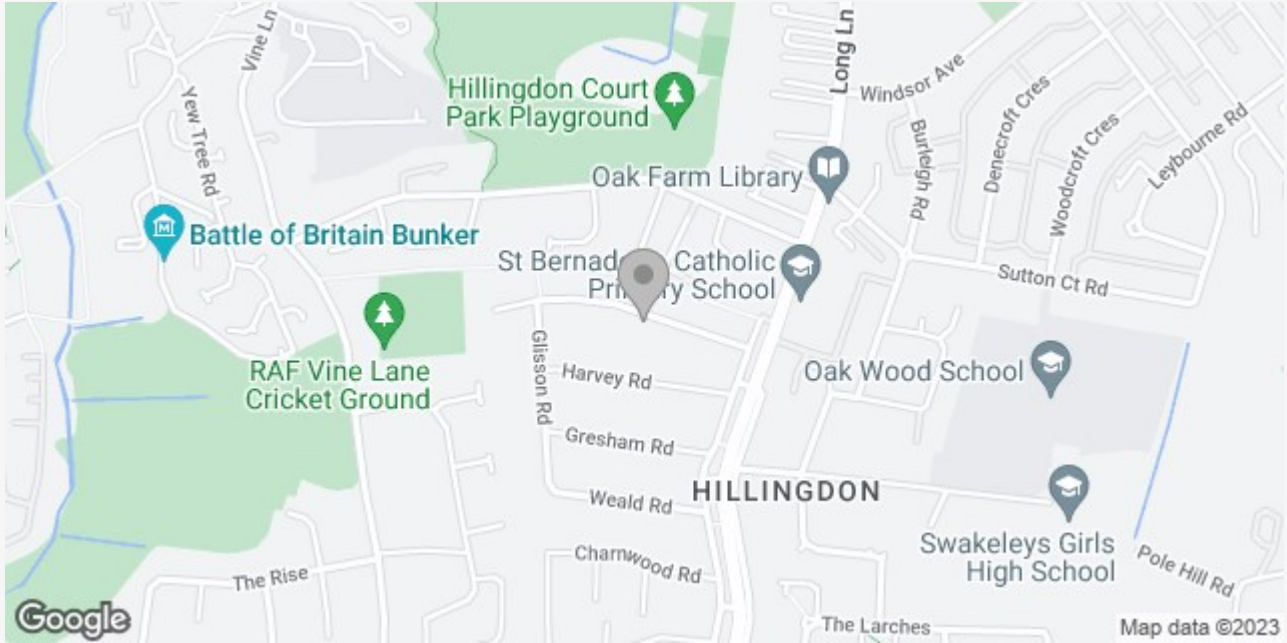 Long Ln
Vine Ln
Windsor Ave
Hillingdon Court
Park Playground
Yew Tree Rd
Burleigh Rd
Denecroft Cres
Woodcroft Cres
Leybourne Rd
Oak Farm Library
Battle of Britain Bunker
St Bernad
Catholic
School
Sutton Ct Rd
Glisson Rd
RAF Vine Lane
Cricket Ground
Harvey Rd
Oak Wood School
Gresham Rd
Weald Rd
HILLINGDON
Charnwood Rd
Swakeleys Girls
High School
Pole Hill Rd
The Rise
The Larches
Google
Map data ©2023